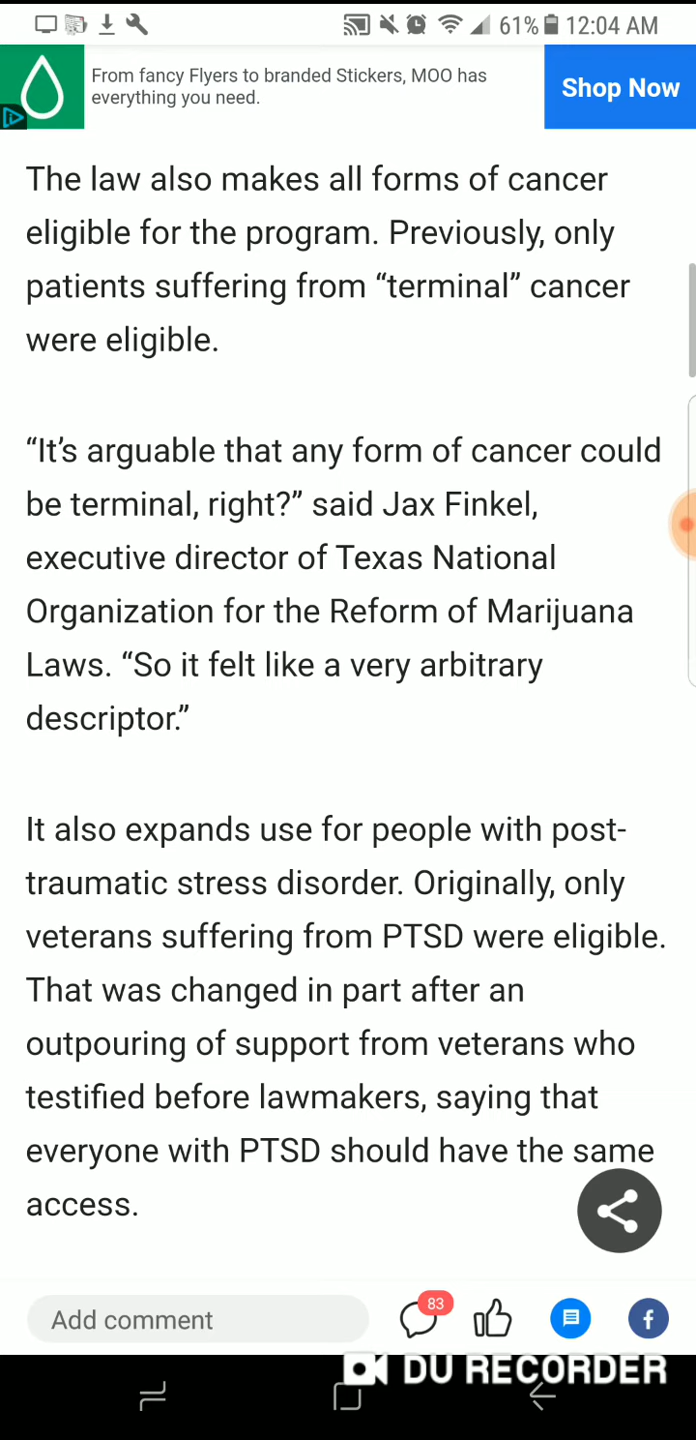 61% 12:04 AM
From fancy Flyers to branded Stickers, MOO has
everything you need.
Shop Now
The law also makes all forms of cancer
eligible for the program. Previously, only
patients suffering from “terminal” cancer
were eligible.
“It’s arguable that any form of cancer could
be terminal, right?” said Jax Finkel,
executive director of Texas National
Organization for the Reform of Marijuana
Laws. “So it felt like a very arbitrary
descriptor.”
It also expands use for people with post-
traumatic stress disorder. Originally, only
veterans suffering from PTSD were eligible.
That was changed in part after an
outpouring of support from veterans who
testified before lawmakers, saying that
everyone with PTSD should have the same
access.
Add comment
83
DU RECORDER